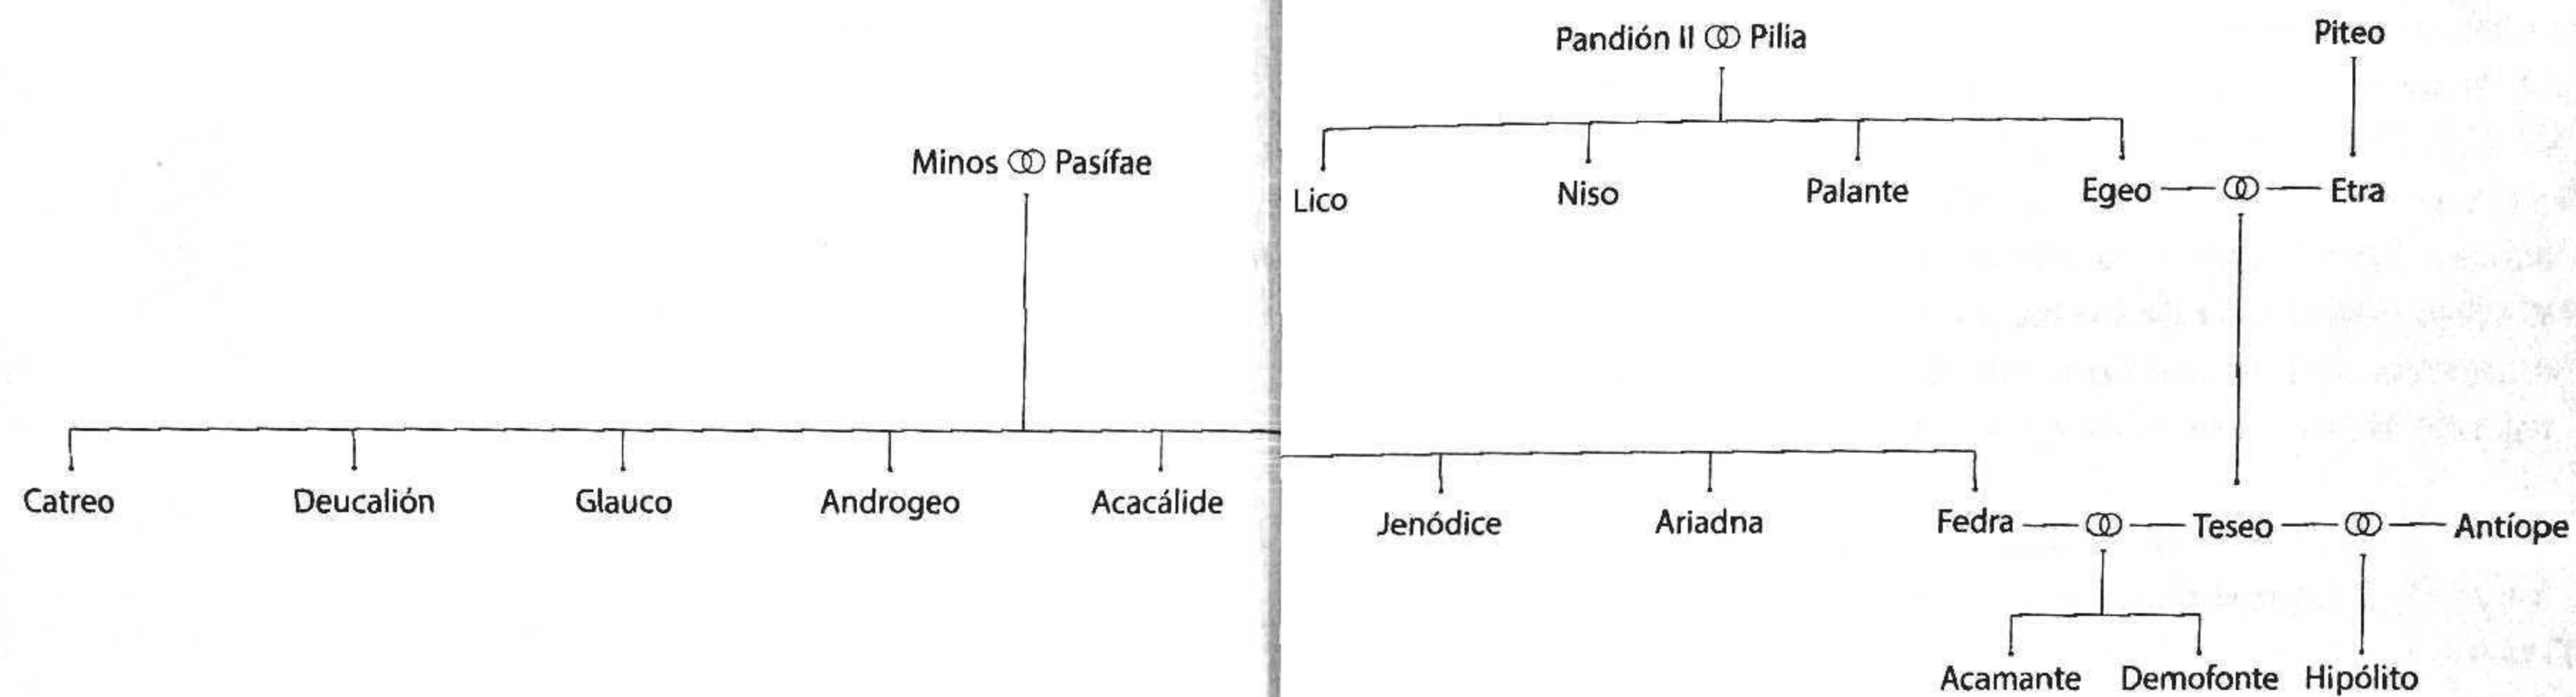 Pandión II Pilia
Piteo
Minos Pasífae
Lico Niso Palante Egeo Etra
Catreo Deucalión Glauco Androgeo Acacálide
Jenódice Ariadna Fedra Teseo Antíope
Acamante Demofonte Hipólito